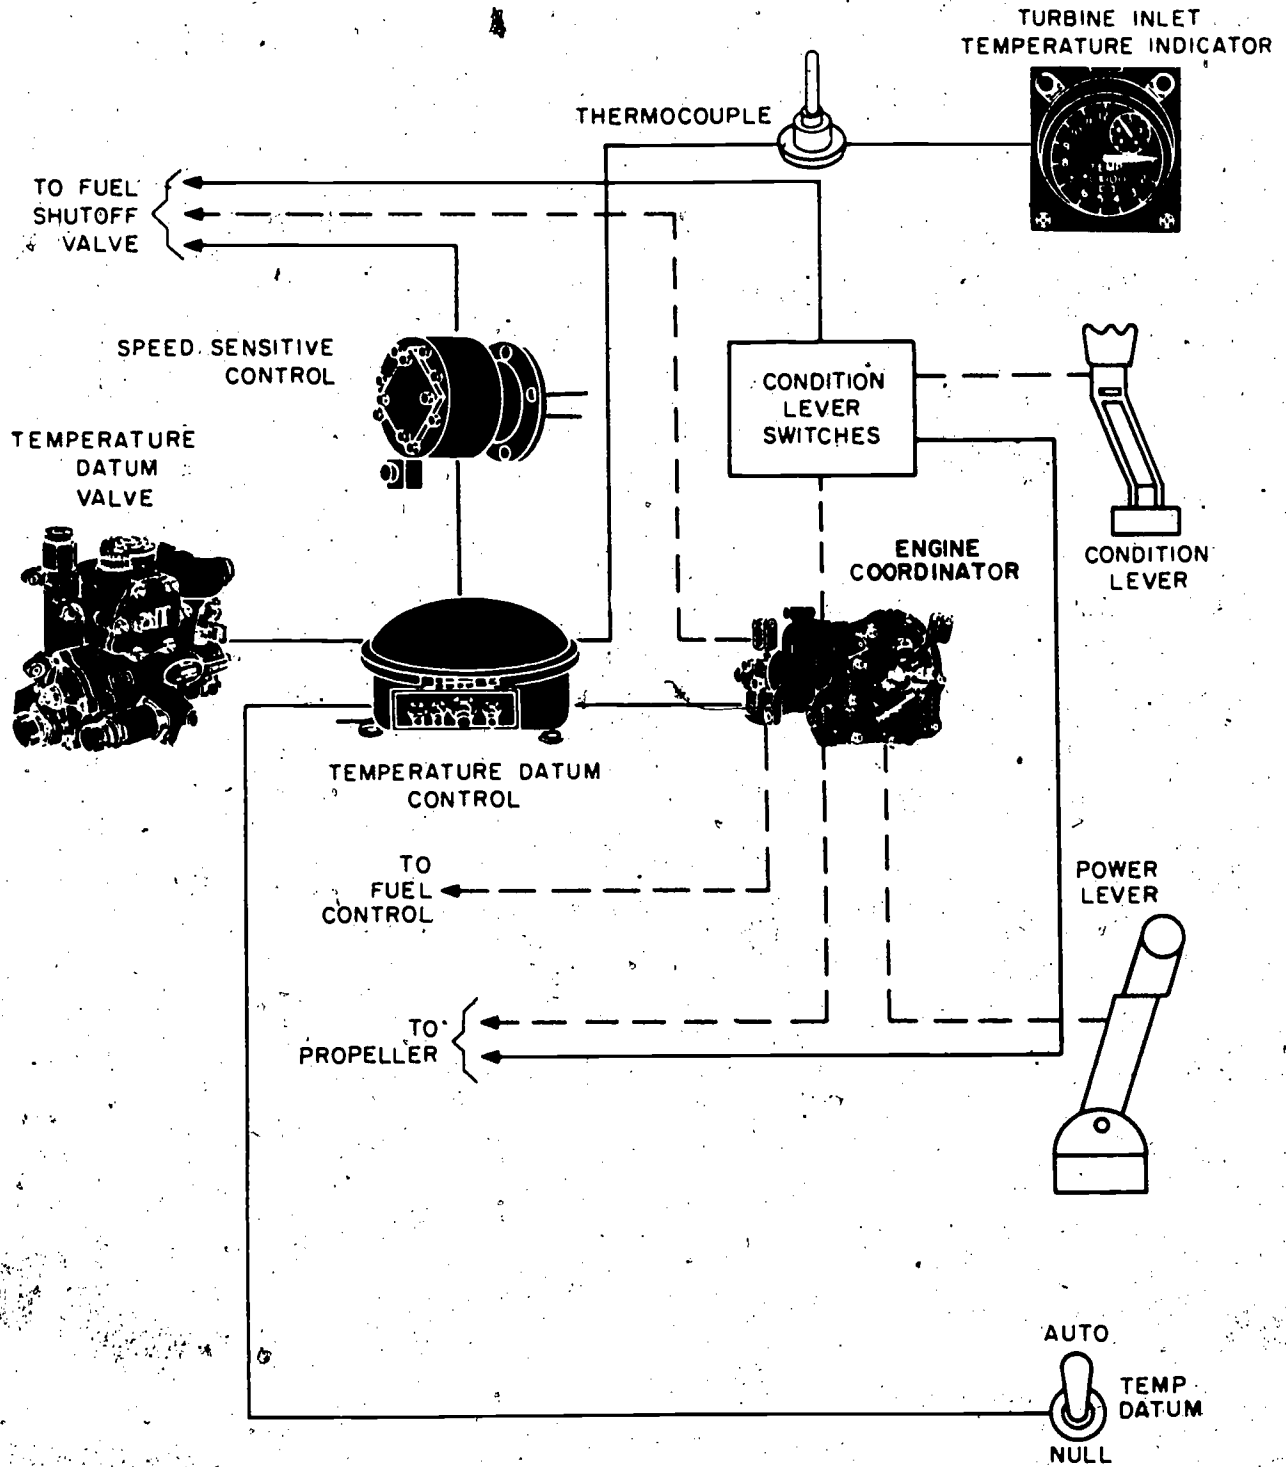 TURBINE INLET
TEMPERATURE INDICATOR
THERMOCOUPLE
TO FUEL
SHUTOFF
VALVE
SPEED SENSITIVE
CONTROL
CONDITION
LEVER
SWITCHES
TEMPERATURE
DATUM
VALVE
ENGINE
COORDINATOR
CONDITION
LEVER
TEMPERATURE DATUM
CONTROL
TO
FUEL
CONTROL
POWER
LEVER
TO
PROPELLER
AUTO
TEMP
DATUM
NULL